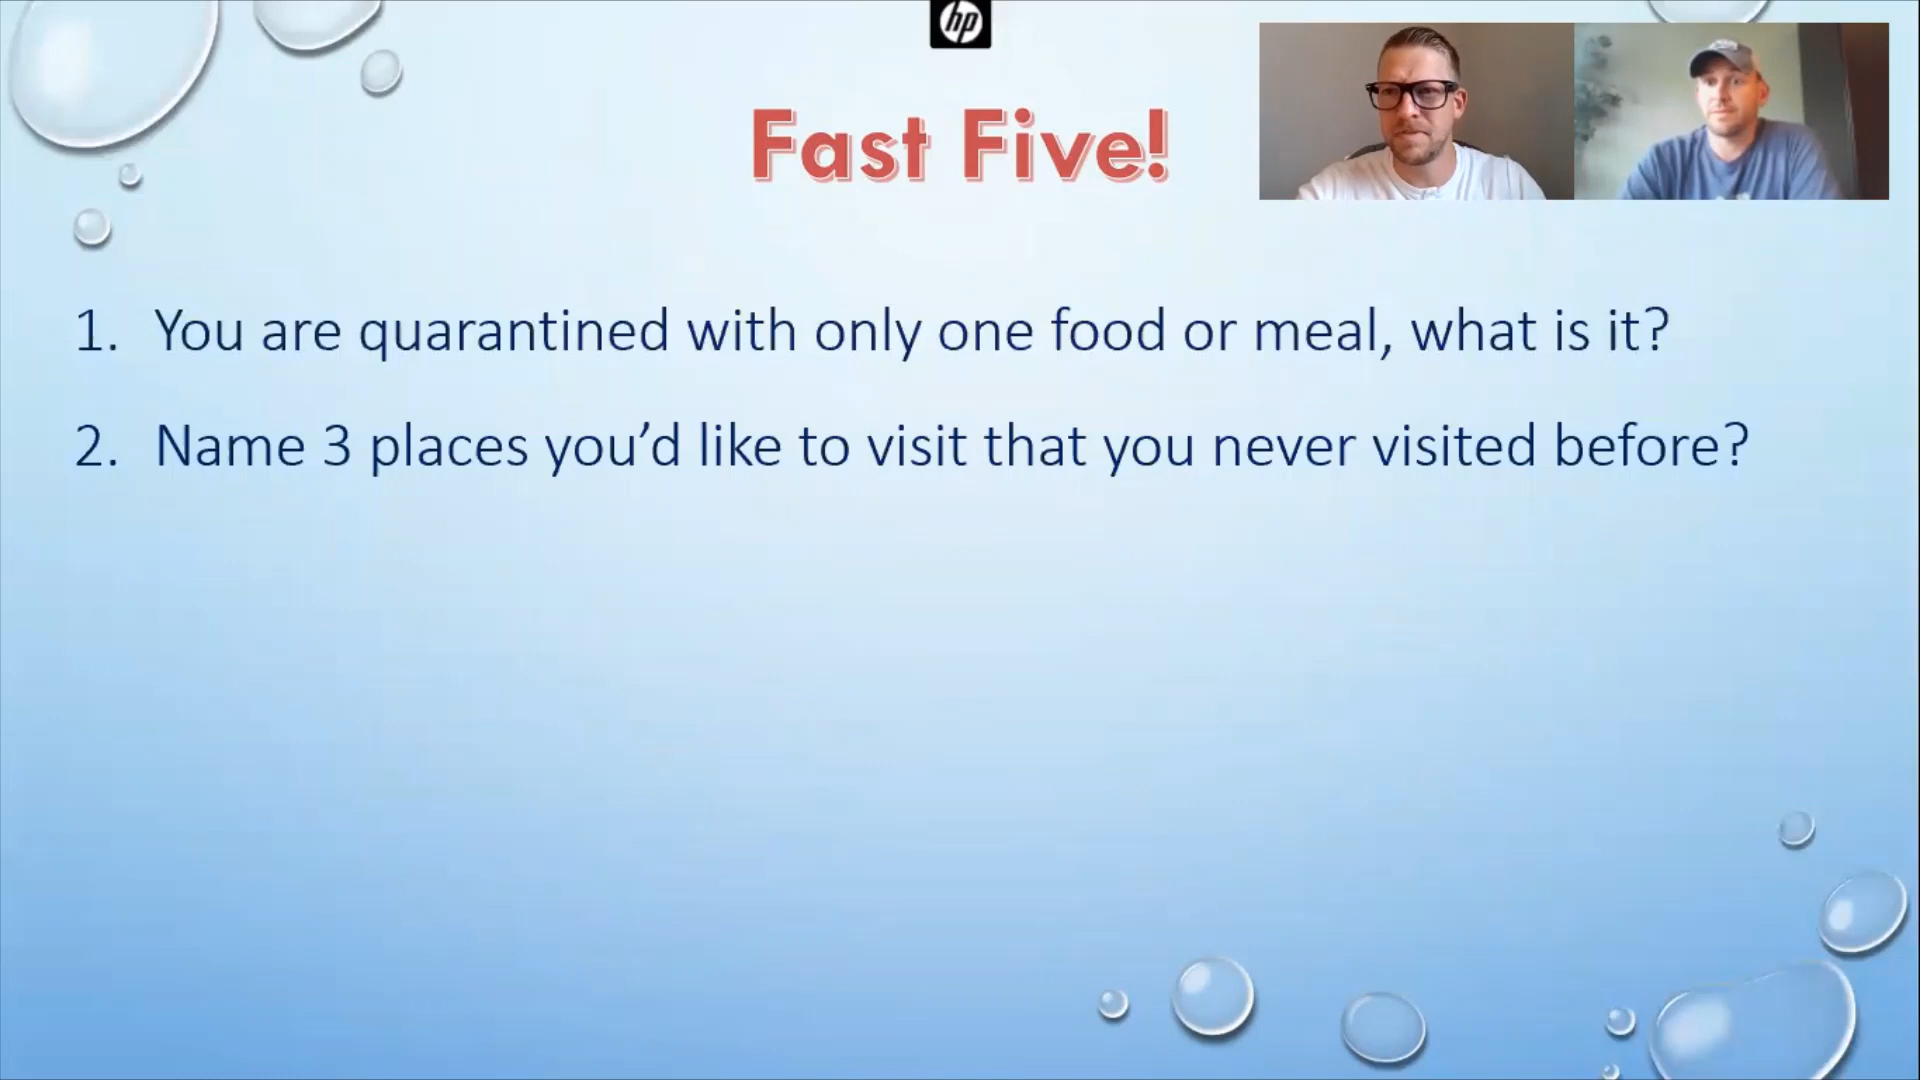 hp
Fast Five!
1. You are quarantined with only one food or meal, what is it?
2. Name 3 places you’d like to visit that you never visited before?